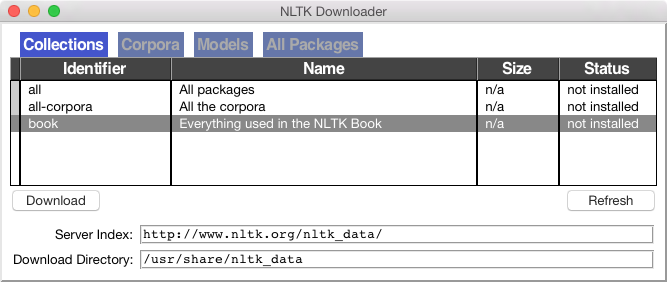 NLTK Downloader
Collections Corpora Models All Packages
Identifier Name Size Status
all All packages n/a not installed
all-corpora All the corpora n/a not installed
book Everything used in the NLTK Book n/a not installed
Download Refresh
Server Index: http://www.nltk.org/nltk_data/
Download Directory: /usr/share/nltk_data